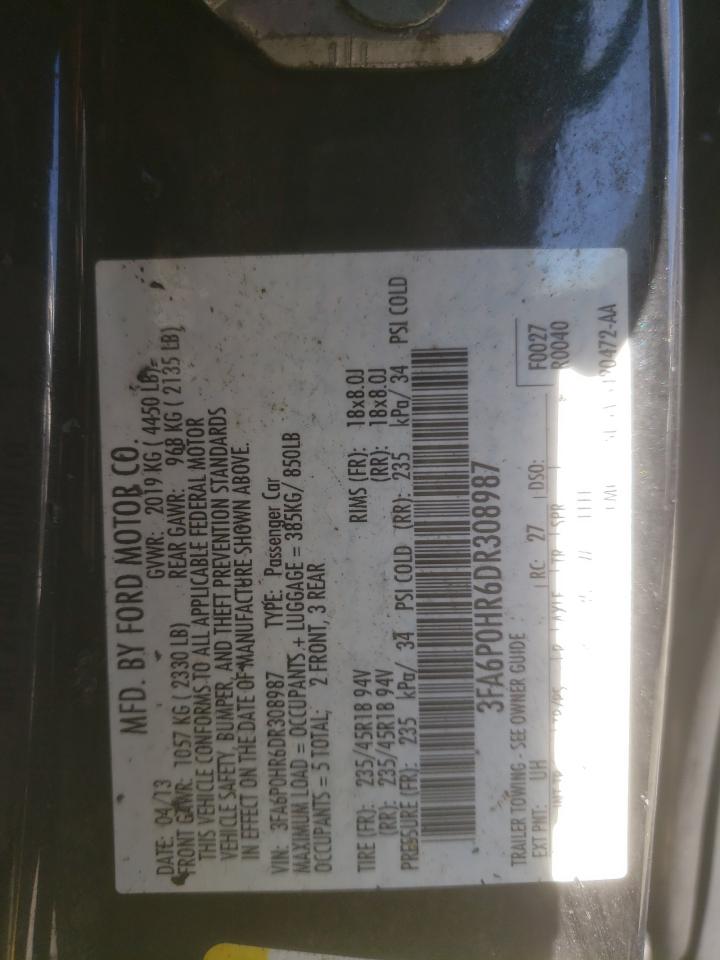 MFD. BY FORD MOTOR CO.
DATE: 04/13 GVWR: 2019 KG ( 4450 LB)
FRONT GAWR: 1057 KG ( 2330 LB) REAR GAWR: 968 KG ( 2135 LB)
THIS VEHICLE CONFORMS TO ALL APPLICABLE FEDERAL MOTOR
VEHICLE SAFETY, BUMPER, AND THEFT PREVENTION STANDARDS
IN EFFECT ON THE DATE OF MANUFACTURE SHOWN ABOVE.
VIN: 3FA6P0HR6DR308987 TYPE: Passenger Car
MAXIMUM LOAD = OCCUPANTS + LUGGAGE = 385KG/ 850LB
OCCUPANTS = 5 TOTAL; 2 FRONT, 3 REAR
TIRE (FR): 235/45R18 94V RIMS (FR): 18x8.0J
(RR): 235/45R18 94V (RR): 18x8.0J
PRESSURE (FR): 235 kPa/ 34 PSI COLD (RR): 235 kPa/ 34 PSI COLD
3FA6P0HR6DR308987
TRAILER TOWING - SEE OWNER GUIDE
F0027
EXT PNT: UH RC: 27 DSO: R0040
TR SPR